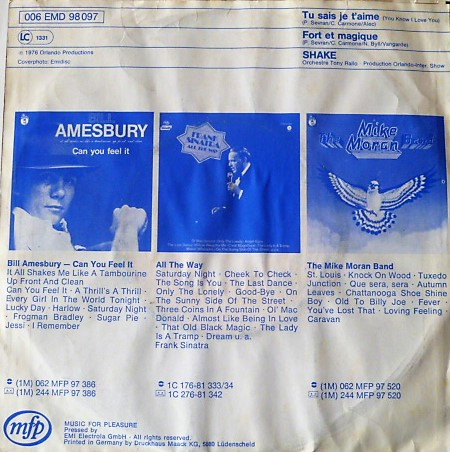 006 EMD 98 097
LC 1331
℗ 1976 Orlando Productions
Coverphoto: Emidisc
Tu sais je t'aime (You Know I Love You)
(P. Sevran/C. Carmone/Alec)
Fort et magique
(P. Sevran/C. Carmone/N. Byl/Vangarde)
SHAKE
Orchestre Tony Rallo · Production Orlando-Inter. Show
BILL
AMESBURY
Can you feel it
FRANK
SINATRA
ALL THE WAY
The Mike
Moran Band
Bill Amesbury – Can You Feel It
It All Shakes Me Like A Tambourine
Up Front And Clean
Can You Feel It · A Thrill's A Thrill ·
Every Girl In The World Tonight ·
Lucky Day · Harlow · Saturday Night
· Frogman Bradley · Sugar Pie ·
Jessi · I Remember
(1M) 062 MFP 97 386
(1M) 244 MFP 97 386
All The Way
Saturday Night · Cheek To Cheek ·
The Song Is You · The Last Dance ·
Only The Lonely · Good-Bye · On
The Sunny Side Of The Street ·
Three Coins In A Fountain · Ol' Mac
Donald · Almost Like Being In Love
· That Old Black Magic · The Lady
Is A Tramp · Dream u. a.
Frank Sinatra
1C 176-81 333/34
1C 276-81 342
The Mike Moran Band
St. Louis · Knock On Wood · Tuxedo
Junction · Que sera, sera · Autumn
Leaves · Chattanooga Shoe Shine
Boy · Old To Billy Joe · Fever ·
You've Lost That · Loving Feeling ·
Caravan
(1M) 062 MFP 97 520
(1M) 244 MFP 97 520
mfp
MUSIC FOR PLEASURE
Pressed by
EMI Electrola GmbH · All rights reserved.
Printed in Germany by Druckhaus Maack KG, 5880 Lüdenscheid